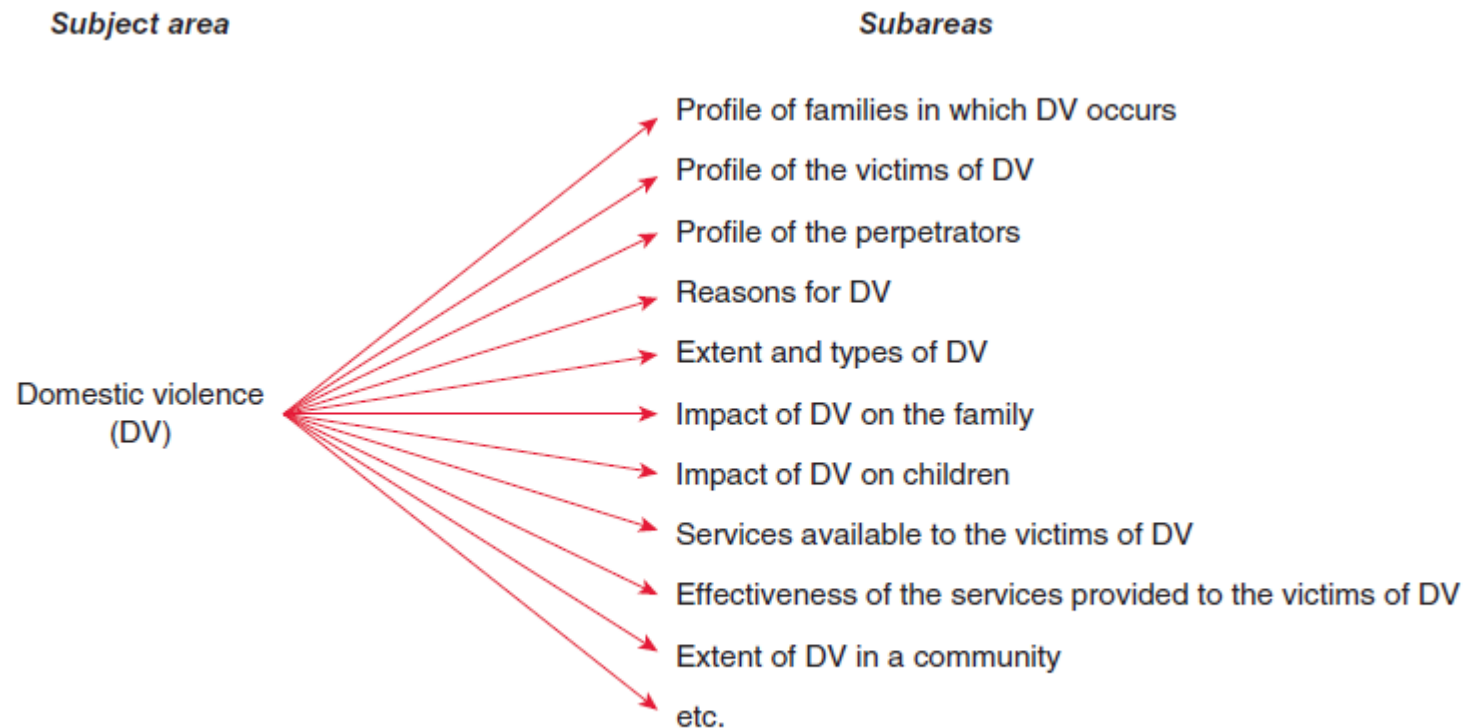 Subject area
Subareas
Profile of families in which DV occurs
Profile of the victims of DV
Profile of the perpetrators
Reasons for DV
Extent and types of DV
Domestic violence
(DV)
Impact of DV on the family
Impact of DV on children
Services available to the victims of DV
Effectiveness of the services provided to the victims of DV
Extent of DV in a community
etc.